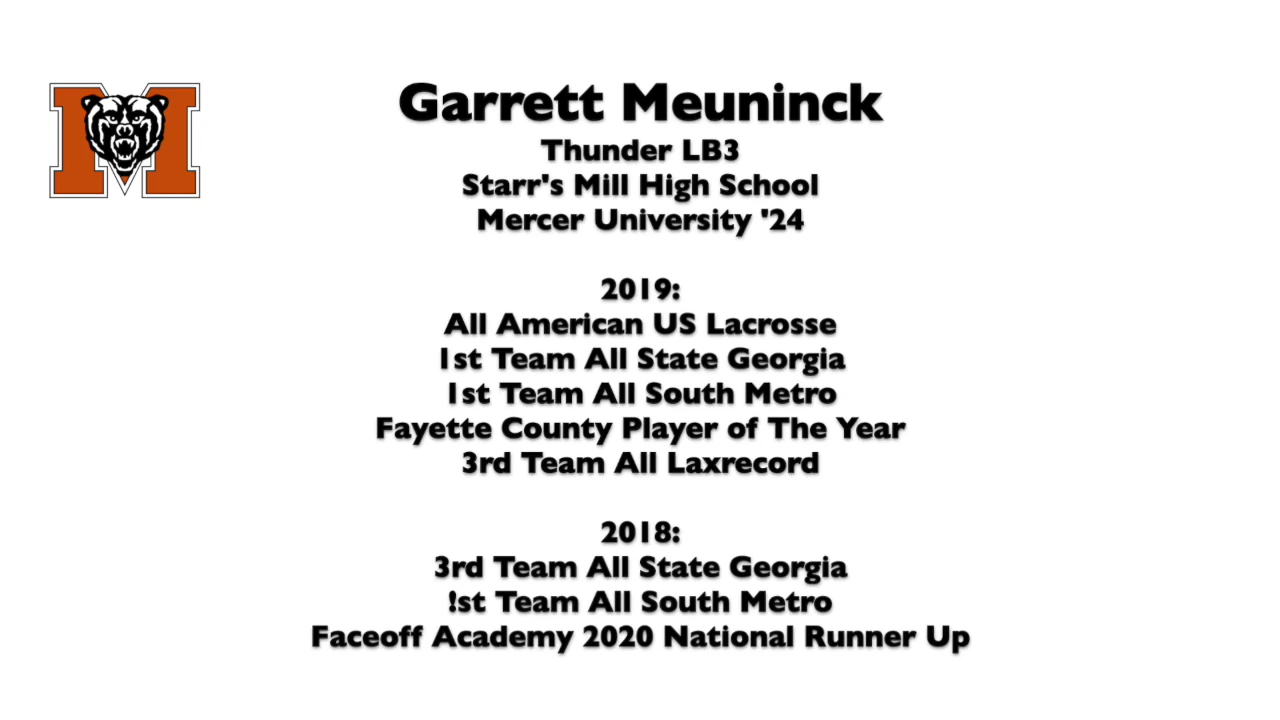 Garrett Meuninck
Thunder LB3
Starr's Mill High School
Mercer University '24
2019:
All American US Lacrosse
1st Team All State Georgia
1st Team All South Metro
Fayette County Player of The Year
3rd Team All Laxrecord
2018:
3rd Team All State Georgia
!st Team All South Metro
Faceoff Academy 2020 National Runner Up
M